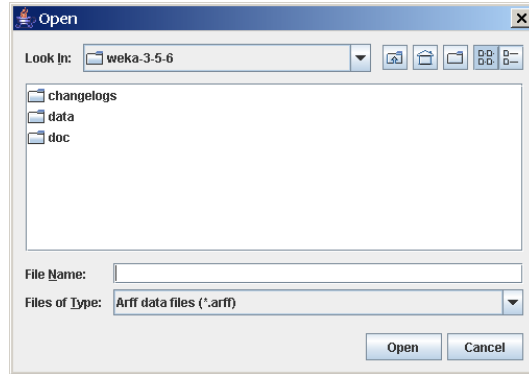 Open
Look In: weka-3-5-6
changelogs
data
doc
File Name:
Files of Type: Arff data files (*.arff)
Open Cancel